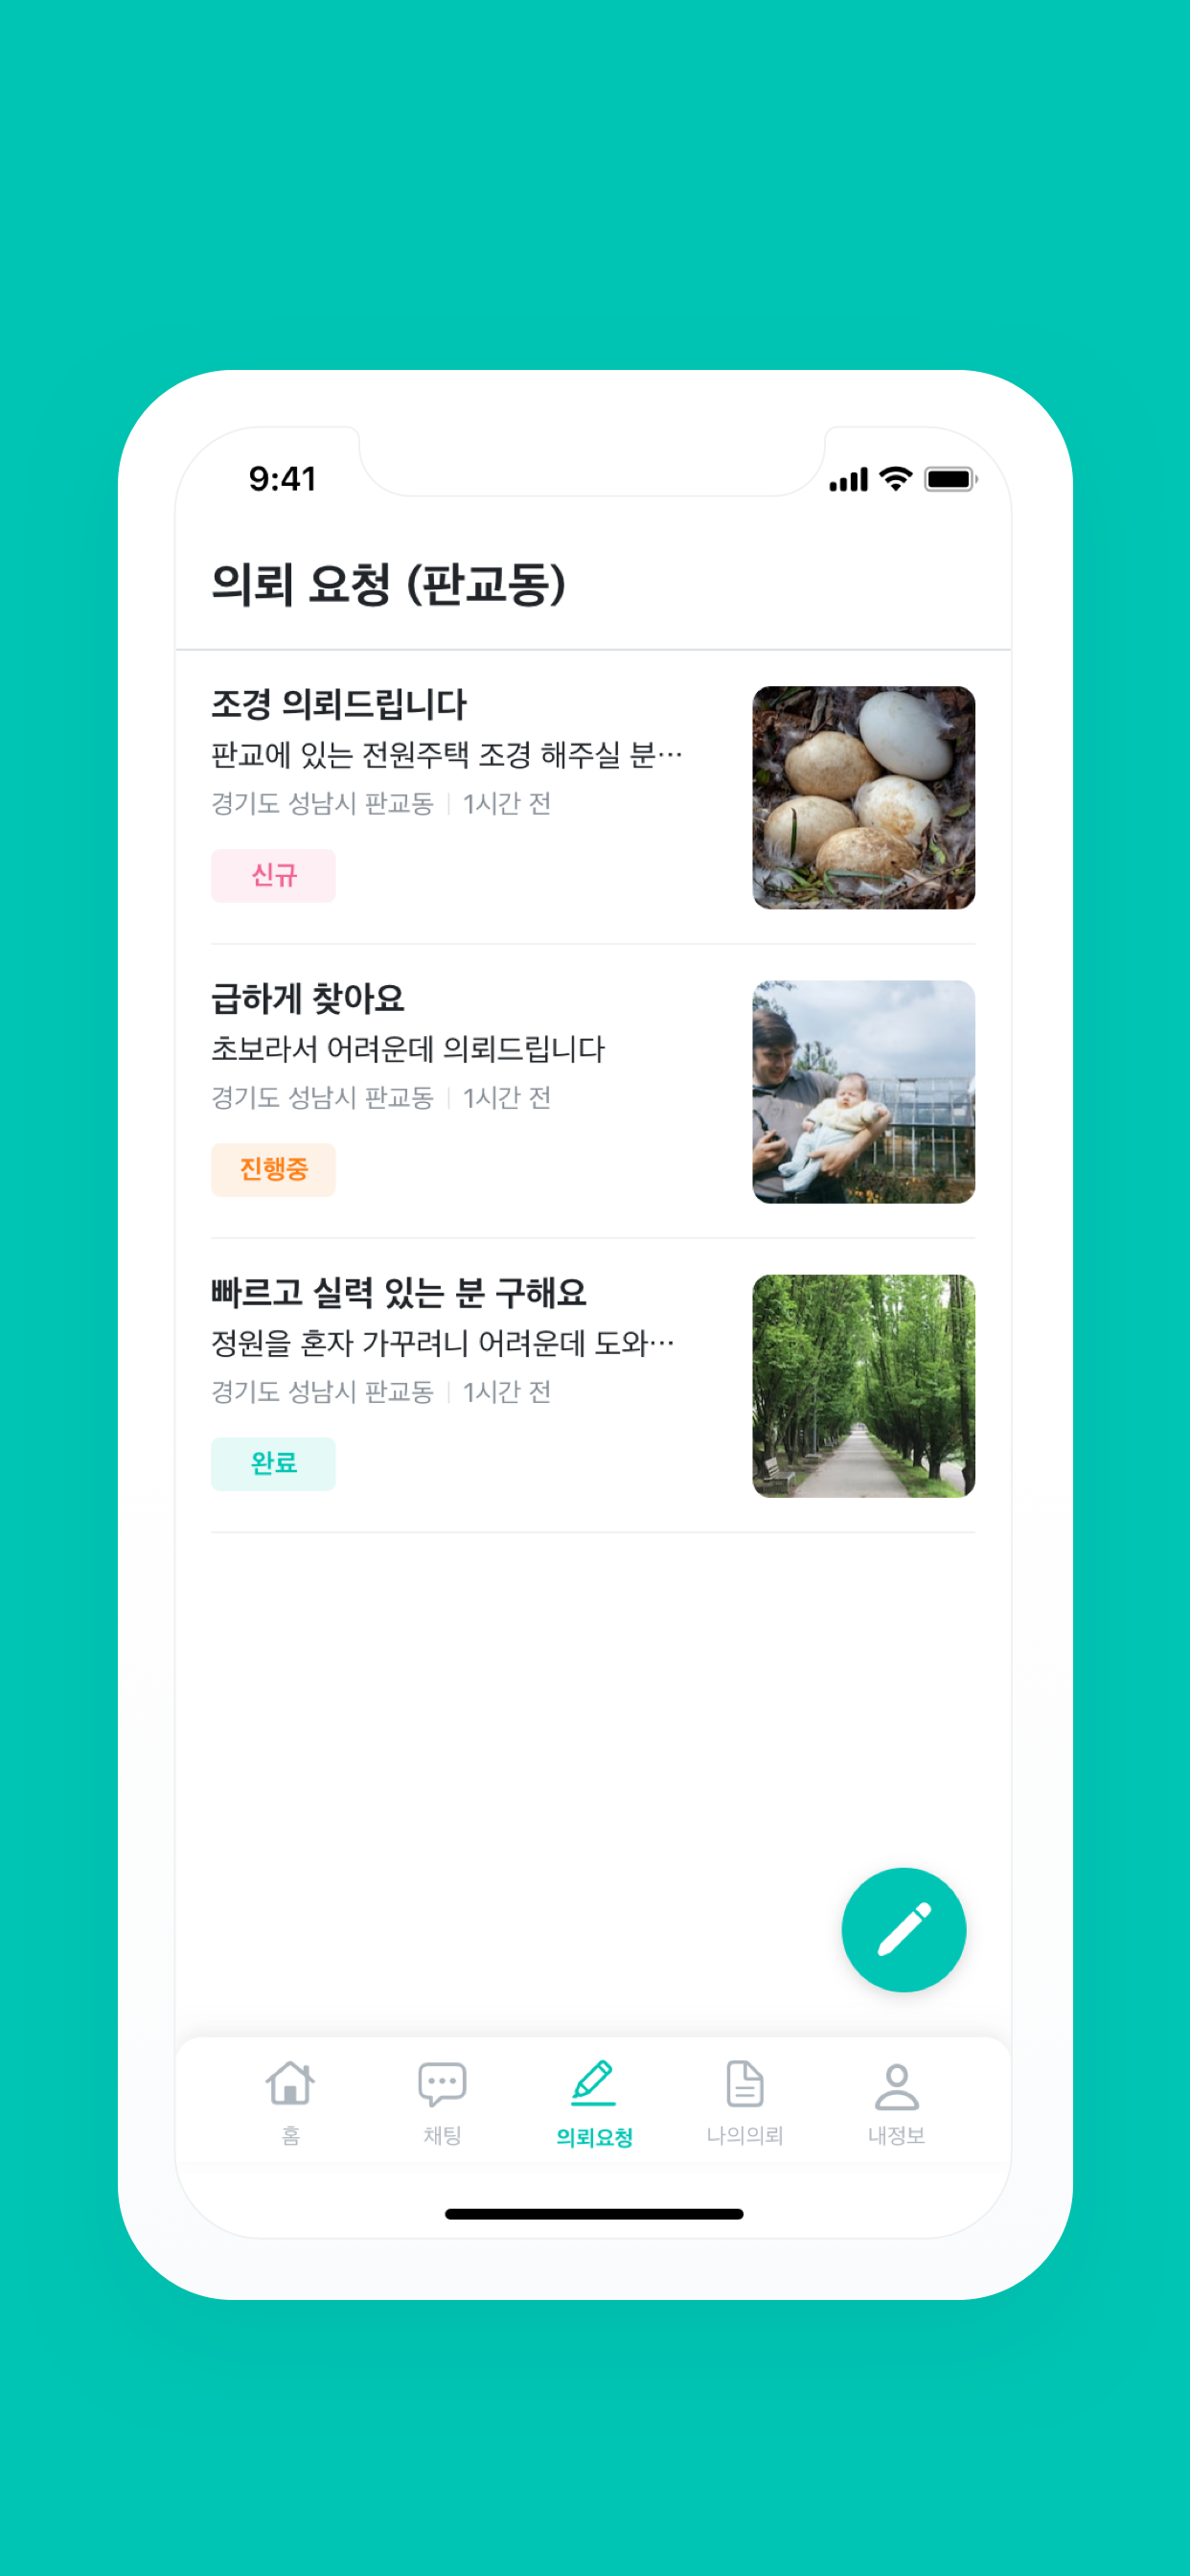 9:41
의뢰 요청 (판교동)
조경 의뢰드립니다
판교에 있는 전원주택 조경 해주실 분…
경기도 성남시 판교동 | 1시간 전
신규
급하게 찾아요
초보라서 어려운데 의뢰드립니다
경기도 성남시 판교동 | 1시간 전
진행중
빠르고 실력 있는 분 구해요
정원을 혼자 가꾸려니 어려운데 도와…
경기도 성남시 판교동 | 1시간 전
완료
홈
채팅
의뢰요청
나의의뢰
내정보